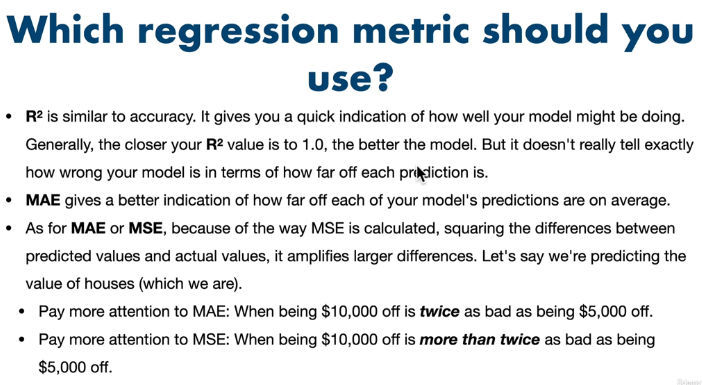 Which regression metric should you
use?
• R² is similar to accuracy. It gives you a quick indication of how well your model might be doing.
Generally, the closer your R² value is to 1.0, the better the model. But it doesn't really tell exactly
how wrong your model is in terms of how far off each prediction is.
• MAE gives a better indication of how far off each of your model's predictions are on average.
• As for MAE or MSE, because of the way MSE is calculated, squaring the differences between
predicted values and actual values, it amplifies larger differences. Let's say we're predicting the
value of houses (which we are).
• Pay more attention to MAE: When being $10,000 off is twice as bad as being $5,000 off.
• Pay more attention to MSE: When being $10,000 off is more than twice as bad as being
$5,000 off.